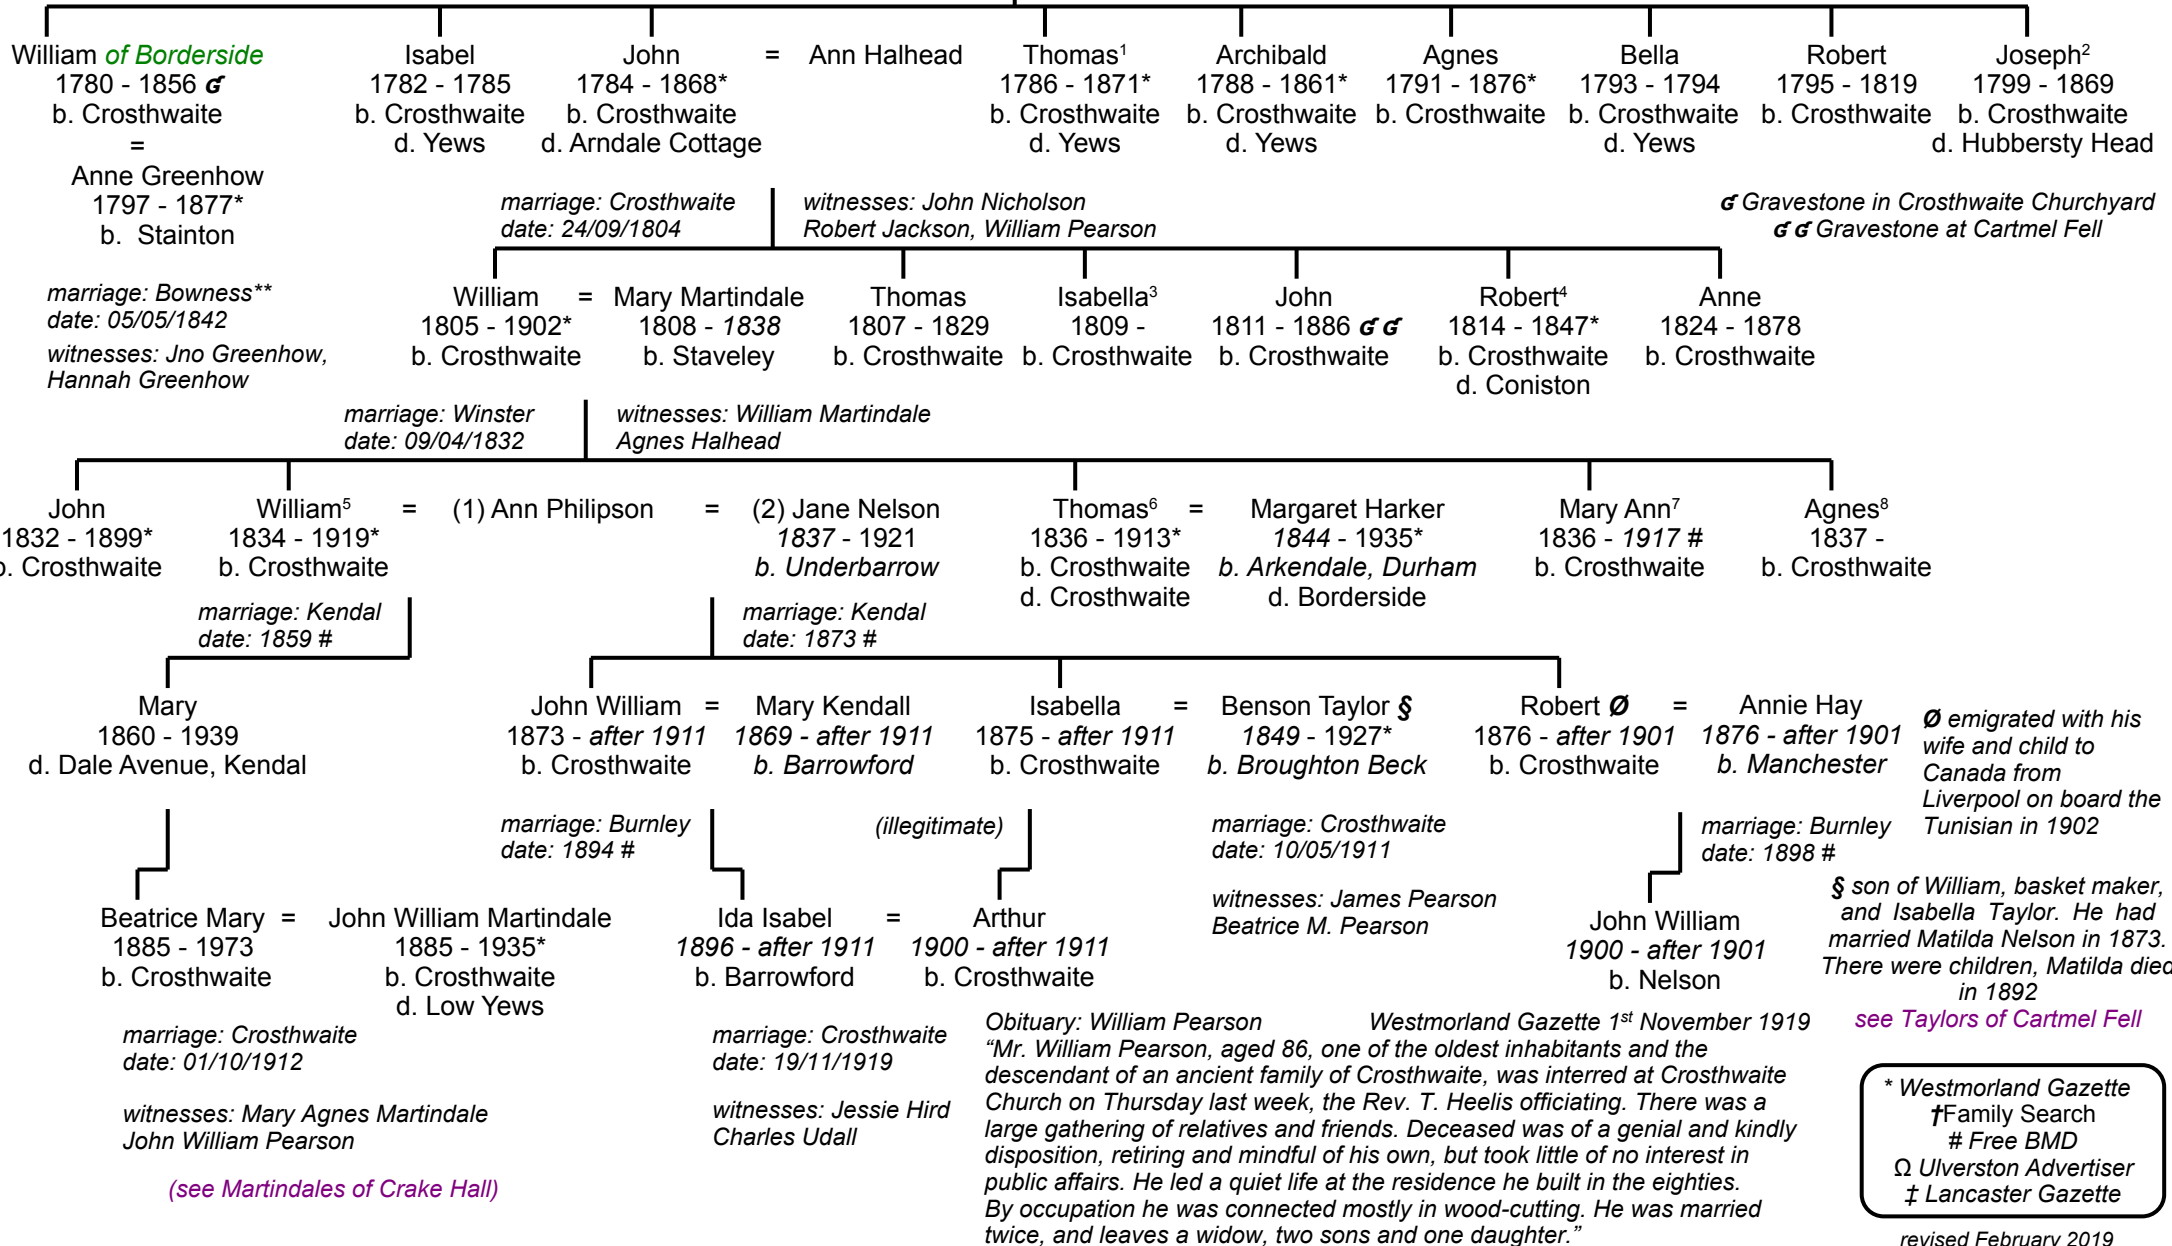 William of Borderside
1780 - 1856 ɠ
b. Crosthwaite
=
Anne Greenhow
1797 - 1877*
b. Stainton
Isabel
1782 - 1785
b. Crosthwaite
d. Yews
John
1784 - 1868*
b. Crosthwaite
d. Arndale Cottage
=
Ann Halhead
Thomas¹
1786 - 1871*
b. Crosthwaite
d. Yews
Archibald
1788 - 1861*
b. Crosthwaite
d. Yews
Agnes
1791 - 1876*
b. Crosthwaite
Bella
1793 - 1794
b. Crosthwaite
d. Yews
Robert
1795 - 1819
b. Crosthwaite
Joseph²
1799 - 1869
b. Crosthwaite
d. Hubbersty Head
marriage: Crosthwaite
date: 24/09/1804
witnesses: John Nicholson
Robert Jackson, William Pearson
ɠ Gravestone in Crosthwaite Churchyard
ɠ ɠ Gravestone at Cartmel Fell
marriage: Bowness**
date: 05/05/1842
witnesses: Jno Greenhow,
Hannah Greenhow
William
1805 - 1902*
b. Crosthwaite
=
Mary Martindale
1808 - 1838
b. Staveley
Thomas
1807 - 1829
b. Crosthwaite
Isabella³
1809 -
b. Crosthwaite
John
1811 - 1886 ɠ ɠ
b. Crosthwaite
Robert⁴
1814 - 1847*
b. Crosthwaite
d. Coniston
Anne
1824 - 1878
b. Crosthwaite
marriage: Winster
date: 09/04/1832
witnesses: William Martindale
Agnes Halhead
John
1832 - 1899*
b. Crosthwaite
William⁵
1834 - 1919*
b. Crosthwaite
=
(1) Ann Philipson
=
(2) Jane Nelson
1837 - 1921
b. Underbarrow
Thomas⁶
1836 - 1913*
b. Crosthwaite
d. Crosthwaite
=
Margaret Harker
1844 - 1935*
b. Arkendale, Durham
d. Borderside
Mary Ann⁷
1836 - 1917 #
b. Crosthwaite
Agnes⁸
1837 -
b. Crosthwaite
marriage: Kendal
date: 1859 #
marriage: Kendal
date: 1873 #
Mary
1860 - 1939
d. Dale Avenue, Kendal
John William
1873 - after 1911
b. Crosthwaite
=
Mary Kendall
1869 - after 1911
b. Barrowford
Isabella
1875 - after 1911
b. Crosthwaite
=
Benson Taylor §
1849 - 1927*
b. Broughton Beck
Robert Ø
1876 - after 1901
b. Crosthwaite
=
Annie Hay
1876 - after 1901
b. Manchester
Ø emigrated with his
wife and child to
Canada from
Liverpool on board the
Tunisian in 1902
marriage: Burnley
date: 1894 #
(illegitimate)
marriage: Crosthwaite
date: 10/05/1911
witnesses: James Pearson
Beatrice M. Pearson
marriage: Burnley
date: 1898 #
§ son of William, basket maker,
and Isabella Taylor. He had
married Matilda Nelson in 1873.
There were children, Matilda died
in 1892
see Taylors of Cartmel Fell
Beatrice Mary
1885 - 1973
b. Crosthwaite
=
John William Martindale
1885 - 1935*
b. Crosthwaite
d. Low Yews
Ida Isabel
1896 - after 1911
b. Barrowford
=
Arthur
1900 - after 1911
b. Crosthwaite
John William
1900 - after 1901
b. Nelson
marriage: Crosthwaite
date: 01/10/1912
witnesses: Mary Agnes Martindale
John William Pearson
(see Martindales of Crake Hall)
marriage: Crosthwaite
date: 19/11/1919
witnesses: Jessie Hird
Charles Udall
Obituary: William Pearson Westmorland Gazette 1st November 1919
“Mr. William Pearson, aged 86, one of the oldest inhabitants and the
descendant of an ancient family of Crosthwaite, was interred at Crosthwaite
Church on Thursday last week, the Rev. T. Heelis officiating. There was a
large gathering of relatives and friends. Deceased was of a genial and kindly
disposition, retiring and mindful of his own, but took little of no interest in
public affairs. He led a quiet life at the residence he built in the eighties.
By occupation he was connected mostly in wood-cutting. He was married
twice, and leaves a widow, two sons and one daughter.”
* Westmorland Gazette
†Family Search
# Free BMD
Ω Ulverston Advertiser
‡ Lancaster Gazette
revised February 2019